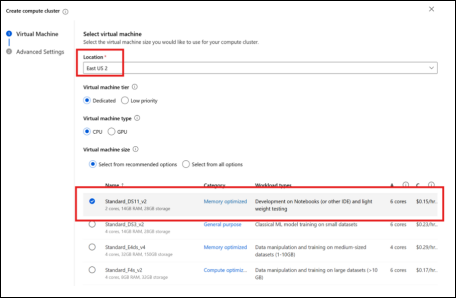 Create compute cluster
Virtual Machine
Advanced Settings
Select virtual machine
Select the virtual machine size you would like to use for your compute cluster.
Location *
East US 2
Virtual machine tier
Dedicated Low priority
Virtual machine type
CPU GPU
Virtual machine size
Select from recommended options Select from all options
Name ↑ Category Workload types A C
Standard_DS11_v2 Memory optimized Development on Notebooks (or other IDE) and light weight testing 6 cores $0.15/hr..
2 cores, 14GB RAM, 28GB storage
Standard_DS3_v2 General purpose Classical ML model training on small datasets 6 cores $0.23/hr..
4 cores, 14GB RAM, 28GB storage
Standard_E4ds_v4 Memory optimized Data manipulation and training on medium-sized datasets (1-10GB) 4 cores $0.29/hr..
4 cores, 32GB RAM, 150GB storage
Standard_F4s_v2 Compute optimiz... Data manipulation and training on large datasets (>10 GB) 6 cores $0.17/hr..
4 cores, 8GB RAM, 32GB storage